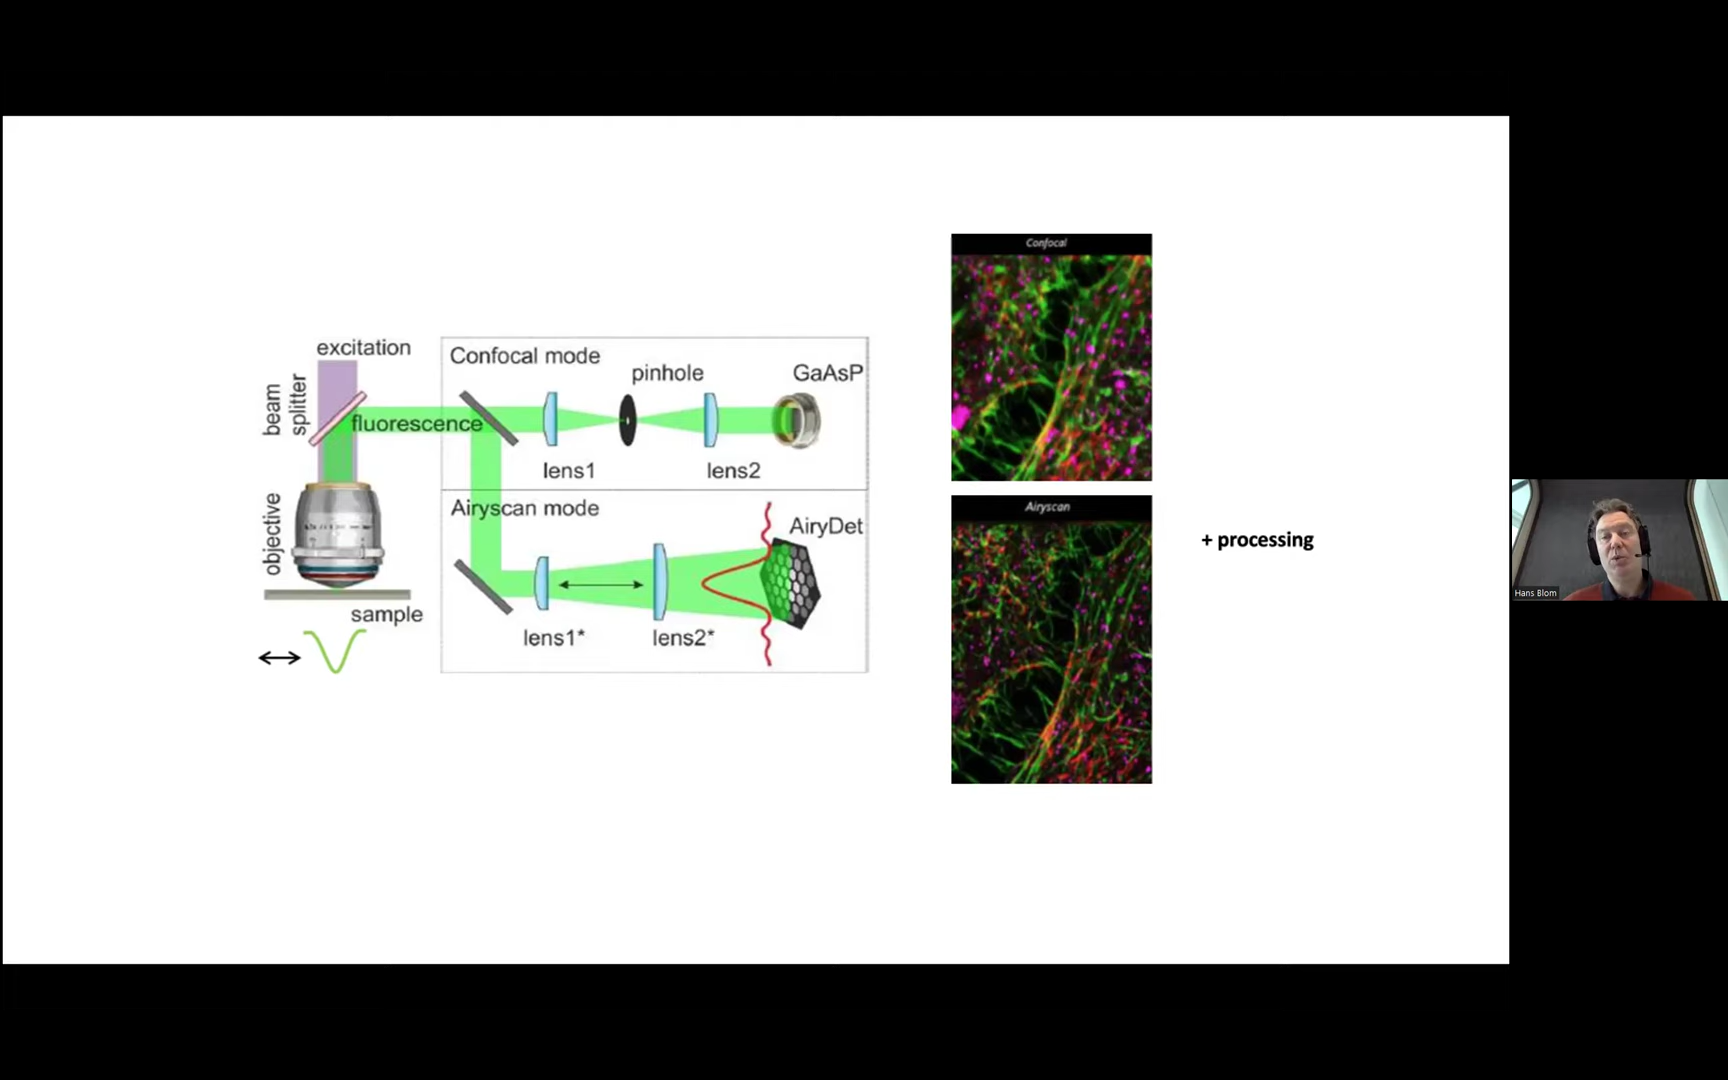 excitation
beam
splitter
fluorescence
objective
sample
Confocal mode
pinhole
GaAsP
lens1
lens2
Airyscan mode
AiryDet
lens1*
lens2*
Confocal
Airyscan
+ processing
Hans Blom